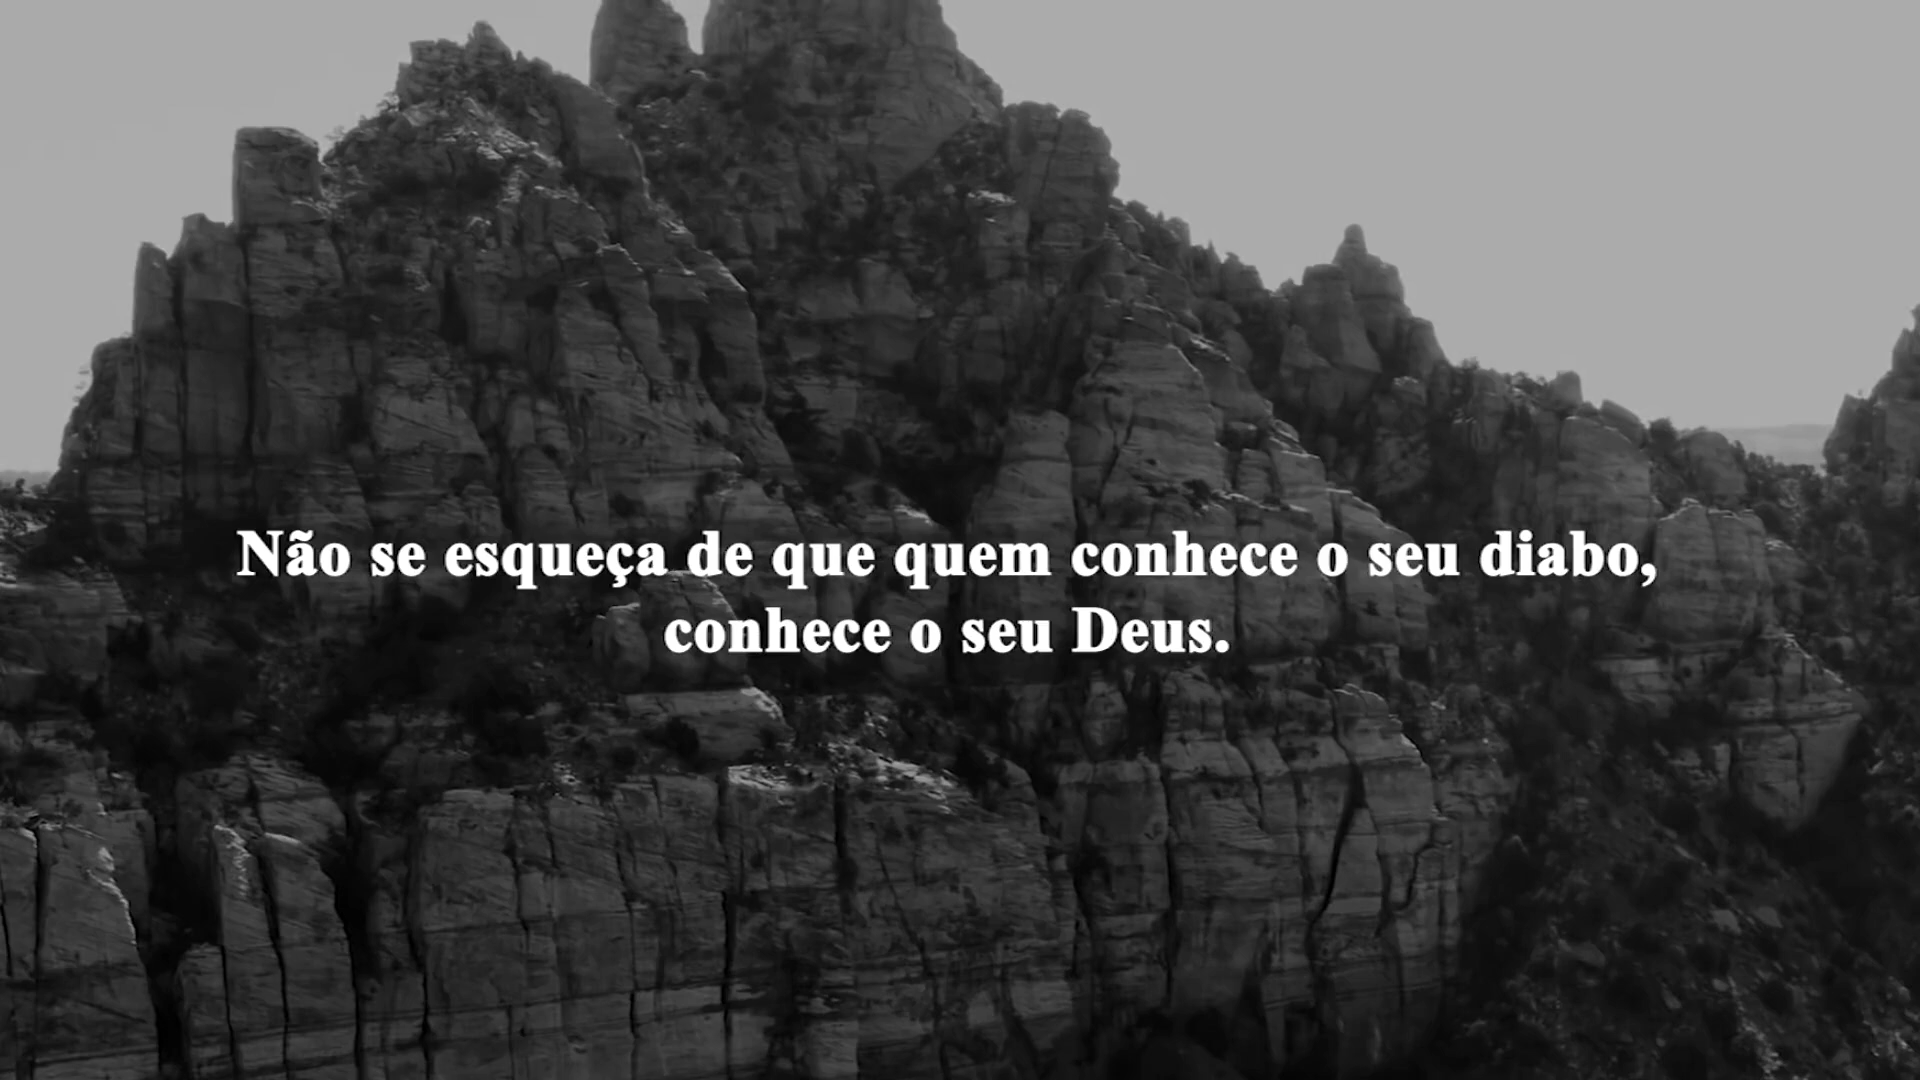 Não se esqueça de que quem conhece o seu diabo,
conhece o seu Deus.